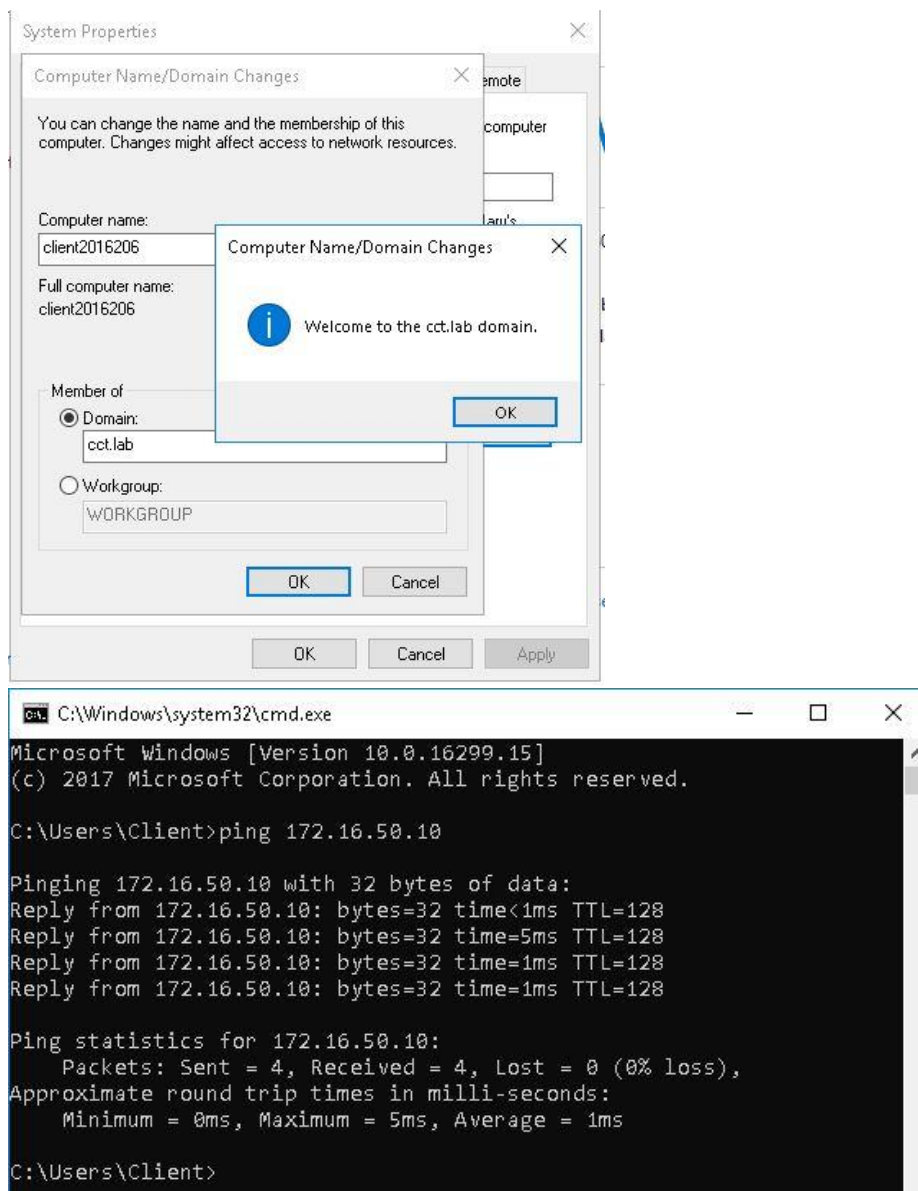 System Properties
Computer Name/Domain Changes
emote
You can change the name and the membership of this
computer. Changes might affect access to network resources.
computer
Computer name:
client2016206
Full computer name:
client2016206
Computer Name/Domain Changes
Welcome to the cct.lab domain.
OK
Member of
Domain:
cct.lab
Workgroup:
WORKGROUP
OK Cancel
OK Cancel Apply
C:\Windows\system32\cmd.exe
Microsoft Windows [Version 10.0.16299.15]
(c) 2017 Microsoft Corporation. All rights reserved.
C:\Users\Client>ping 172.16.50.10
Pinging 172.16.50.10 with 32 bytes of data:
Reply from 172.16.50.10: bytes=32 time<1ms TTL=128
Reply from 172.16.50.10: bytes=32 time=5ms TTL=128
Reply from 172.16.50.10: bytes=32 time=1ms TTL=128
Reply from 172.16.50.10: bytes=32 time=1ms TTL=128
Ping statistics for 172.16.50.10:
Packets: Sent = 4, Received = 4, Lost = 0 (0% loss),
Approximate round trip times in milli-seconds:
Minimum = 0ms, Maximum = 5ms, Average = 1ms
C:\Users\Client>